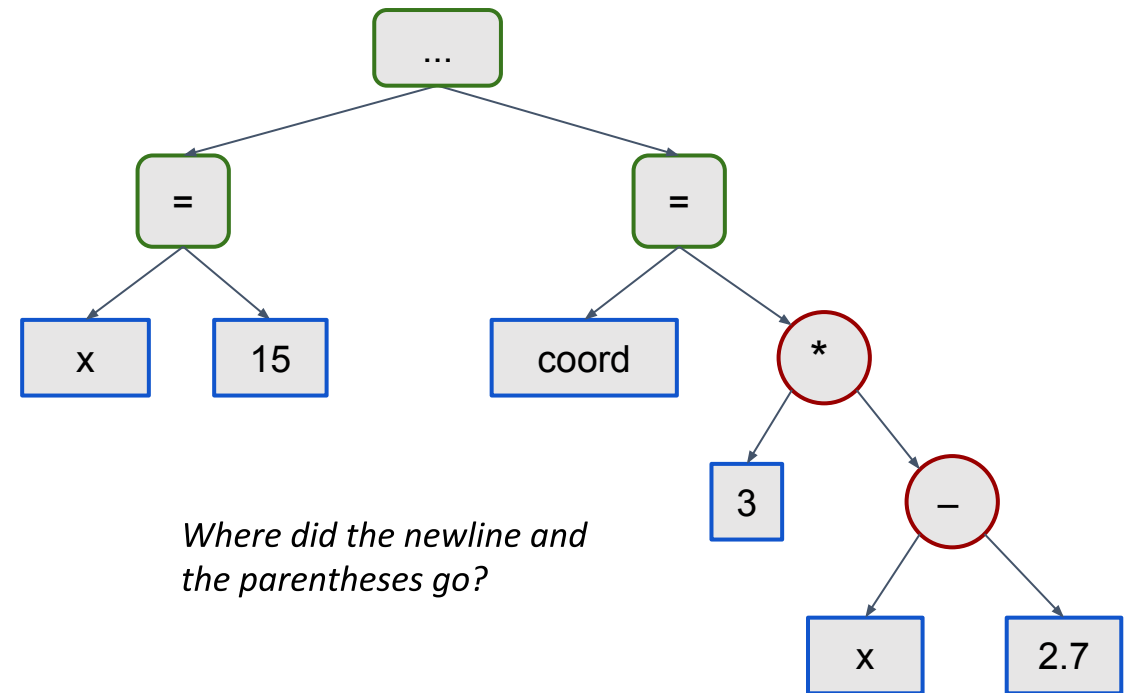 ...
=
=
x
15
coord
*
3
–
Where did the newline and
the parentheses go?
x
2.7